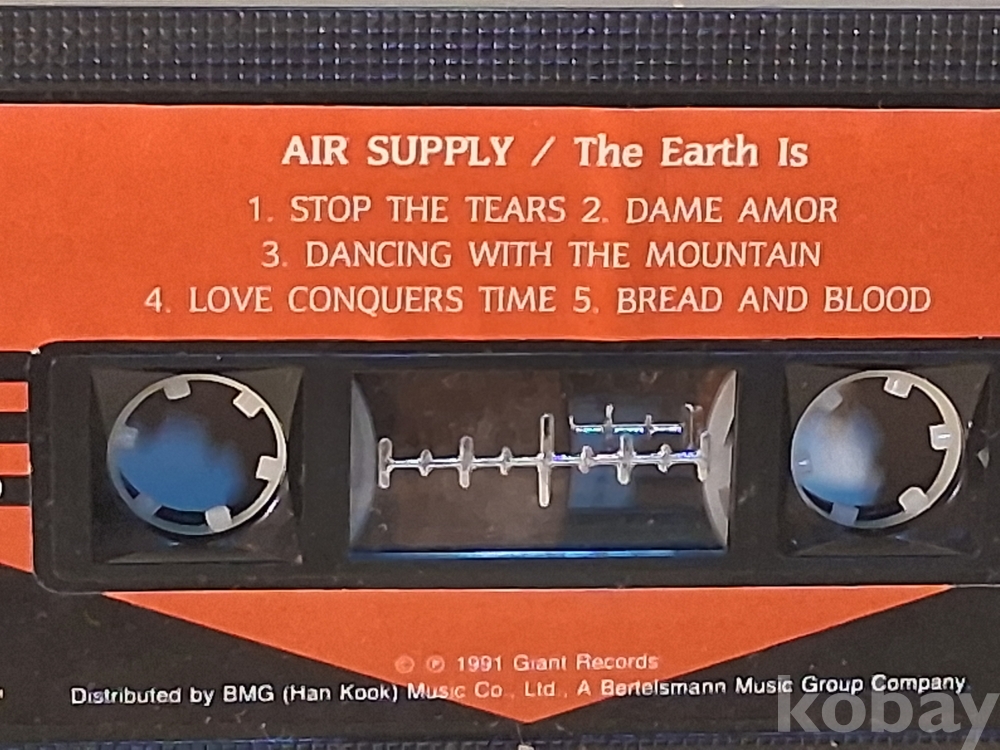 AIR SUPPLY / The Earth Is
1. STOP THE TEARS 2. DAME AMOR
3. DANCING WITH THE MOUNTAIN
4. LOVE CONQUERS TIME 5. BREAD AND BLOOD
© ℗ 1991 Giant Records
Distributed by BMG (Han Kook) Music Co., Ltd., A Bertelsmann Music Group Company
kobay